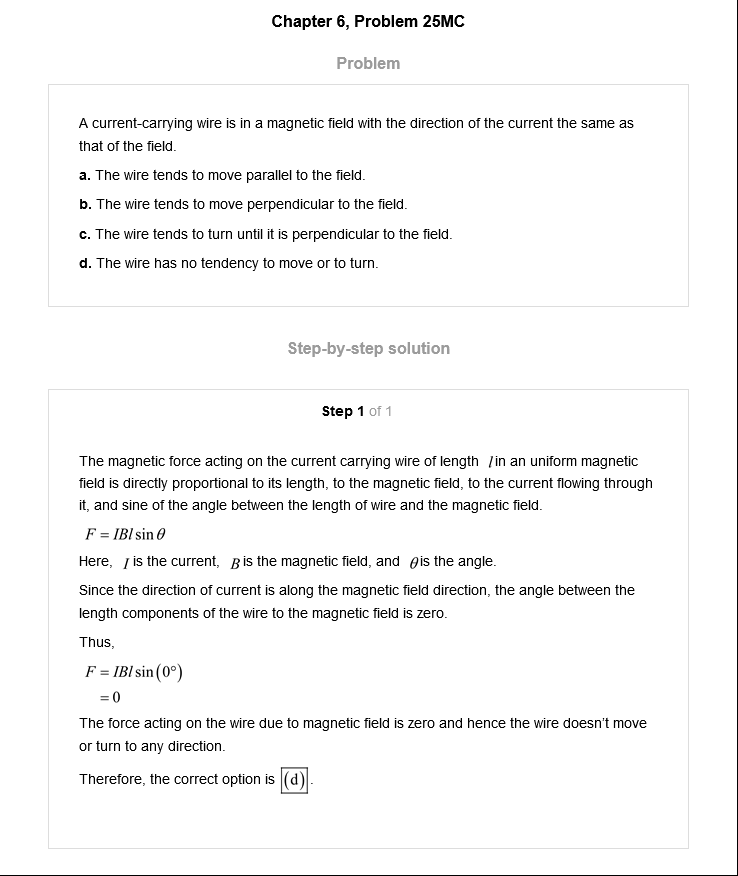 Chapter 6, Problem 25MC
Problem
A current-carrying wire is in a magnetic field with the direction of the current the same as
that of the field.
a. The wire tends to move parallel to the field.
b. The wire tends to move perpendicular to the field.
c. The wire tends to turn until it is perpendicular to the field.
d. The wire has no tendency to move or to turn.
Step-by-step solution
Step 1 of 1
The magnetic force acting on the current carrying wire of length l in an uniform magnetic
field is directly proportional to its length, to the magnetic field, to the current flowing through
it, and sine of the angle between the length of wire and the magnetic field.
F = IBl sin θ
Here, I is the current, B is the magnetic field, and θ is the angle.
Since the direction of current is along the magnetic field direction, the angle between the
length components of the wire to the magnetic field is zero.
Thus,
F = IBl sin (0°)
= 0
The force acting on the wire due to magnetic field is zero and hence the wire doesn't move
or turn to any direction.
Therefore, the correct option is (d).